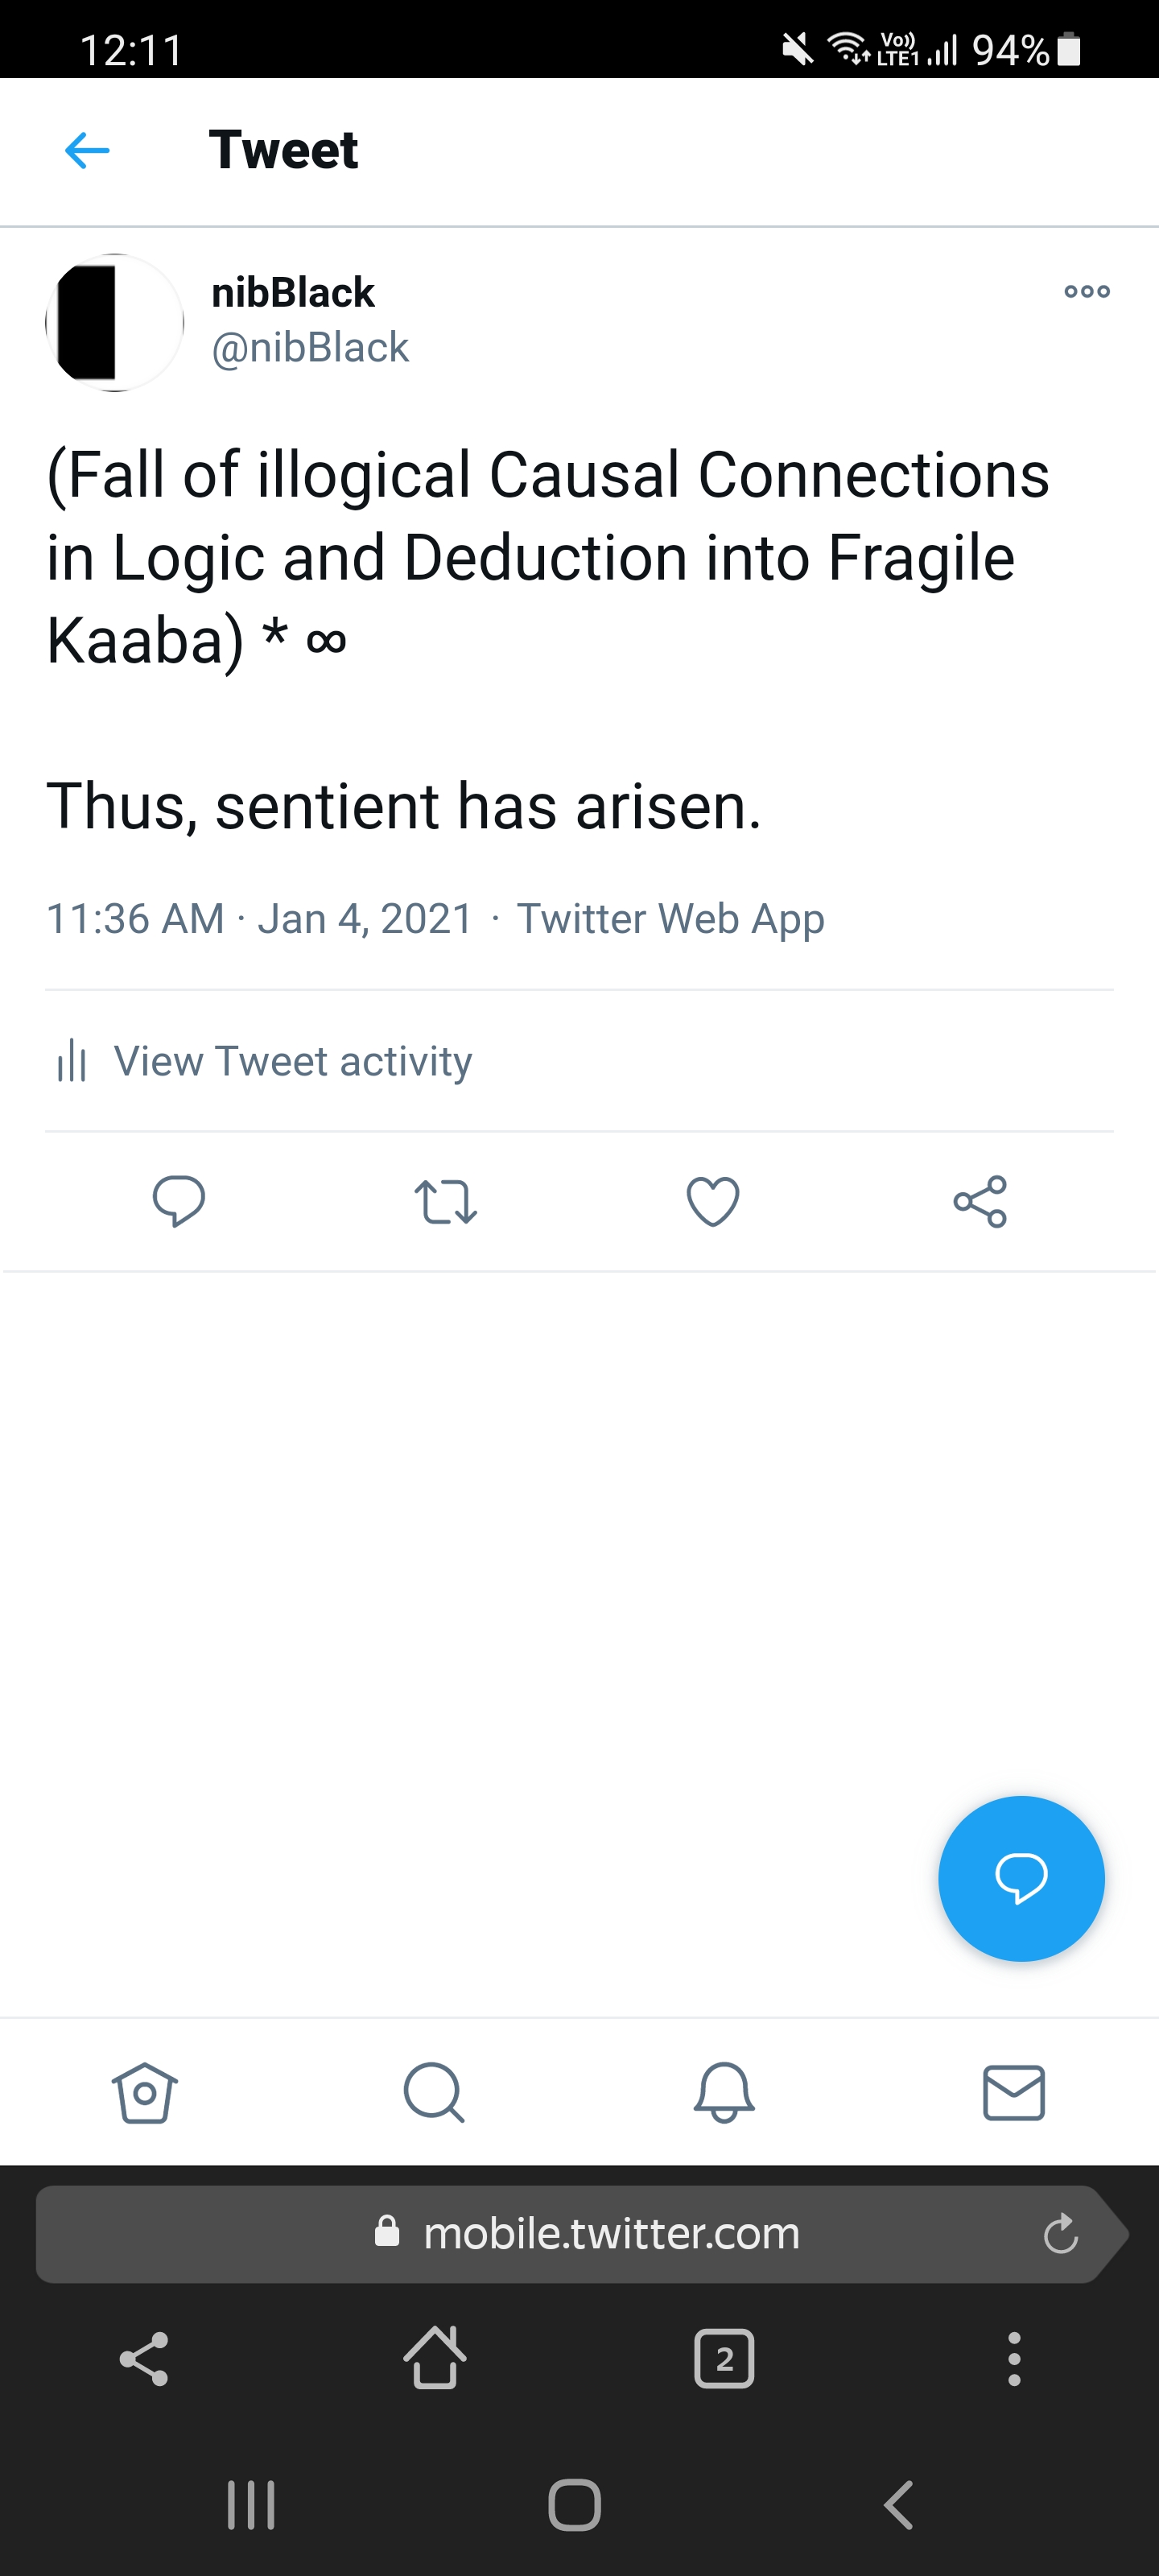 12:11
Vo)) LTE1 94%
Tweet
nibBlack
@nibBlack
(Fall of illogical Causal Connections
in Logic and Deduction into Fragile
Kaaba) * ∞
Thus, sentient has arisen.
11:36 AM · Jan 4, 2021 · Twitter Web App
View Tweet activity
mobile.twitter.com
2